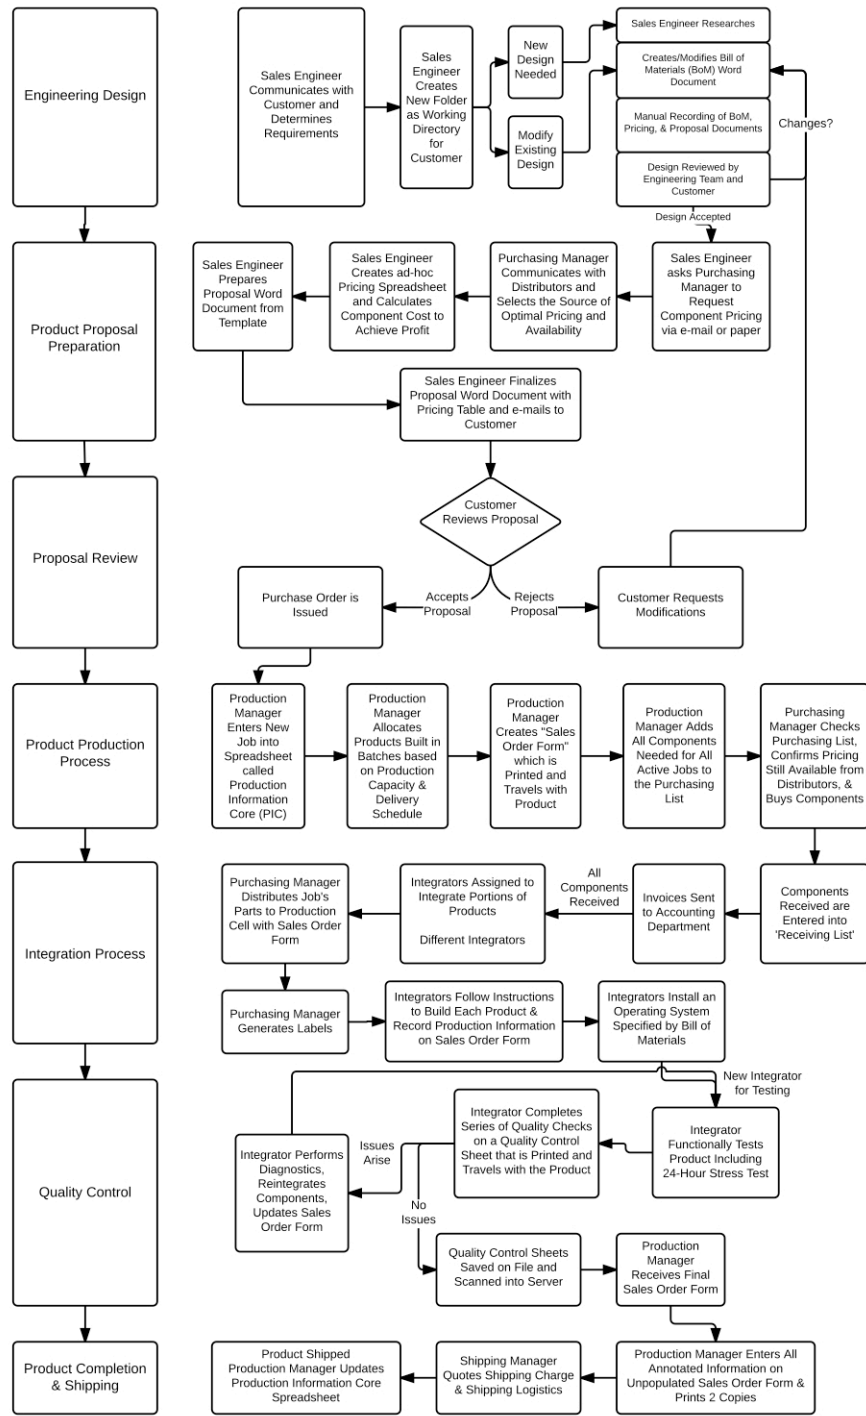 Engineering Design
Sales Engineer
Communicates with
Customer and
Determines
Requirements
Sales
Engineer
Creates
New Folder
as Working
Directory
for
Customer
New
Design
Needed
Modify
Existing
Design
Sales Engineer Researches
Creates/Modifies Bill of
Materials (BoM) Word
Document
Manual Recording of BoM,
Pricing, & Proposal Documents
Design Reviewed by
Engineering Team and
Customer
Changes?
Design Accepted
Product Proposal
Preparation
Sales Engineer
Prepares
Proposal Word
Document from
Template
Sales Engineer
Creates ad-hoc
Pricing Spreadsheet
and Calculates
Component Cost to
Achieve Profit
Purchasing Manager
Communicates with
Distributors and
Selects the Source of
Optimal Pricing and
Availability
Sales Engineer
asks Purchasing
Manager to
Request
Component Pricing
via e-mail or paper
Sales Engineer Finalizes
Proposal Word Document with
Pricing Table and e-mails to
Customer
Proposal Review
Customer
Reviews Proposal
Purchase Order is
Issued
Accepts
Proposal
Rejects
Proposal
Customer Requests
Modifications
Product Production
Process
Production
Manager
Enters New
Job into
Spreadsheet
called
Production
Information
Core (PIC)
Production
Manager
Allocates
Products Built in
Batches based
on Production
Capacity &
Delivery
Schedule
Production
Manager
Creates "Sales
Order Form"
which is
Printed and
Travels with
Product
Production
Manager Adds
All Components
Needed for All
Active Jobs to
the Purchasing
List
Purchasing
Manager Checks
Purchasing List,
Confirms Pricing
Still Available from
Distributors, &
Buys Components
Integration Process
Purchasing Manager
Distributes Job's
Parts to Production
Cell with Sales Order
Form
Integrators Assigned to
Integrate Portions of
Products
Different Integrators
All
Components
Received
Invoices Sent
to Accounting
Department
Components
Received are
Entered into
'Receiving List'
Purchasing Manager
Generates Labels
Integrators Follow Instructions
to Build Each Product &
Record Production Information
on Sales Order Form
Integrators Install an
Operating System
Specified by Bill of
Materials
Quality Control
New Integrator
for Testing
Integrator Performs
Diagnostics,
Reintegrates
Components,
Updates Sales
Order Form
Issues
Arise
Integrator Completes
Series of Quality Checks
on a Quality Control
Sheet that is Printed and
Travels with the Product
Integrator
Functionally Tests
Product Including
24-Hour Stress Test
No
Issues
Quality Control Sheets
Saved on File and
Scanned into Server
Production
Manager
Receives Final
Sales Order Form
Product Completion
& Shipping
Product Shipped
Production Manager Updates
Production Information Core
Spreadsheet
Shipping Manager
Quotes Shipping Charge
& Shipping Logistics
Production Manager Enters All
Annotated Information on
Unpopulated Sales Order Form &
Prints 2 Copies